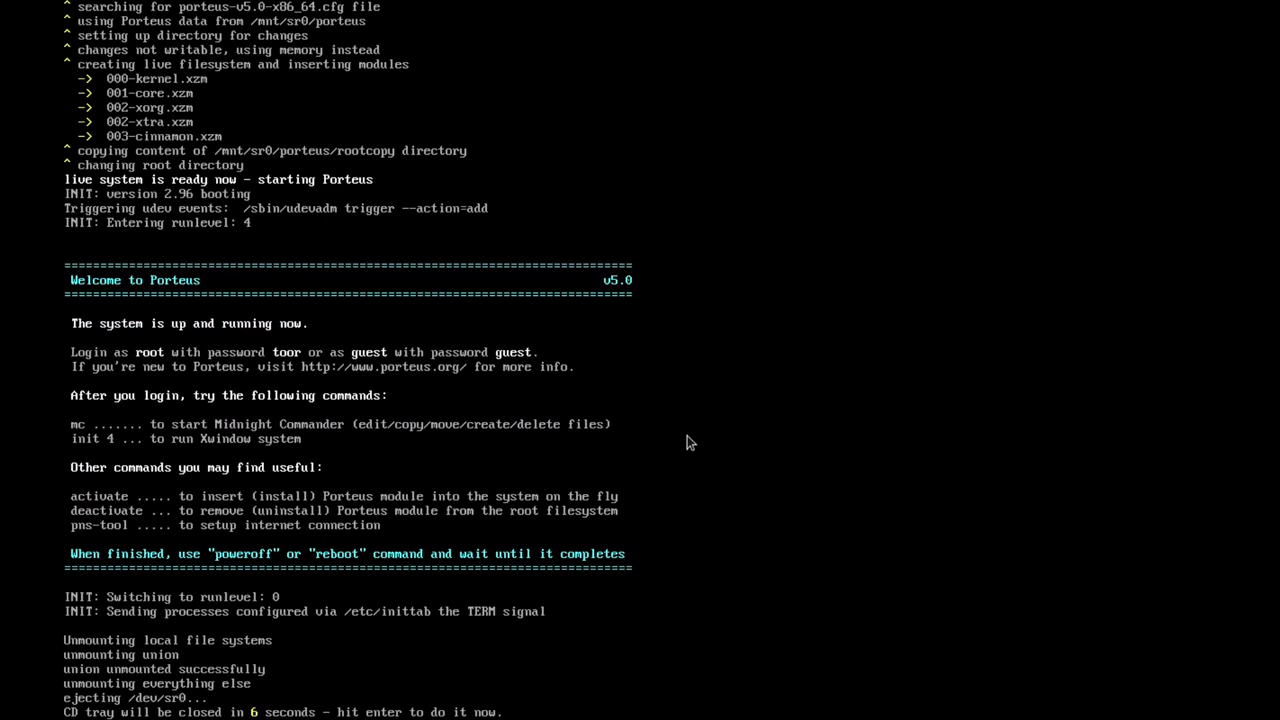 ^ searching for porteus-v5.0-x86_64.cfg file
^ using Porteus data from /mnt/sr0/porteus
^ setting up directory for changes
^ changes not writable, using memory instead
^ creating live filesystem and inserting modules
-> 000-kernel.xzm
-> 001-core.xzm
-> 002-xorg.xzm
-> 002-xtra.xzm
-> 003-cinnamon.xzm
^ copying content of /mnt/sr0/porteus/rootcopy directory
^ changing root directory
live system is ready now - starting Porteus
INIT: version 2.96 booting
Triggering udev events:  /sbin/udevadm trigger --action=add
INIT: Entering runlevel: 4
===============================================================================
Welcome to Porteus v5.0
===============================================================================
The system is up and running now.
Login as root with password toor or as guest with password guest.
If you're new to Porteus, visit http://www.porteus.org/ for more info.
After you login, try the following commands:
mc ....... to start Midnight Commander (edit/copy/move/create/delete files)
init 4 ... to run Xwindow system
Other commands you may find useful:
activate ..... to insert (install) Porteus module into the system on the fly
deactivate ... to remove (uninstall) Porteus module from the root filesystem
pns-tool ..... to setup internet connection
When finished, use "poweroff" or "reboot" command and wait until it completes
===============================================================================
INIT: Switching to runlevel: 0
INIT: Sending processes configured via /etc/inittab the TERM signal
Unmounting local file systems
unmounting union
union unmounted successfully
unmounting everything else
ejecting /dev/sr0...
CD tray will be closed in 6 seconds - hit enter to do it now.